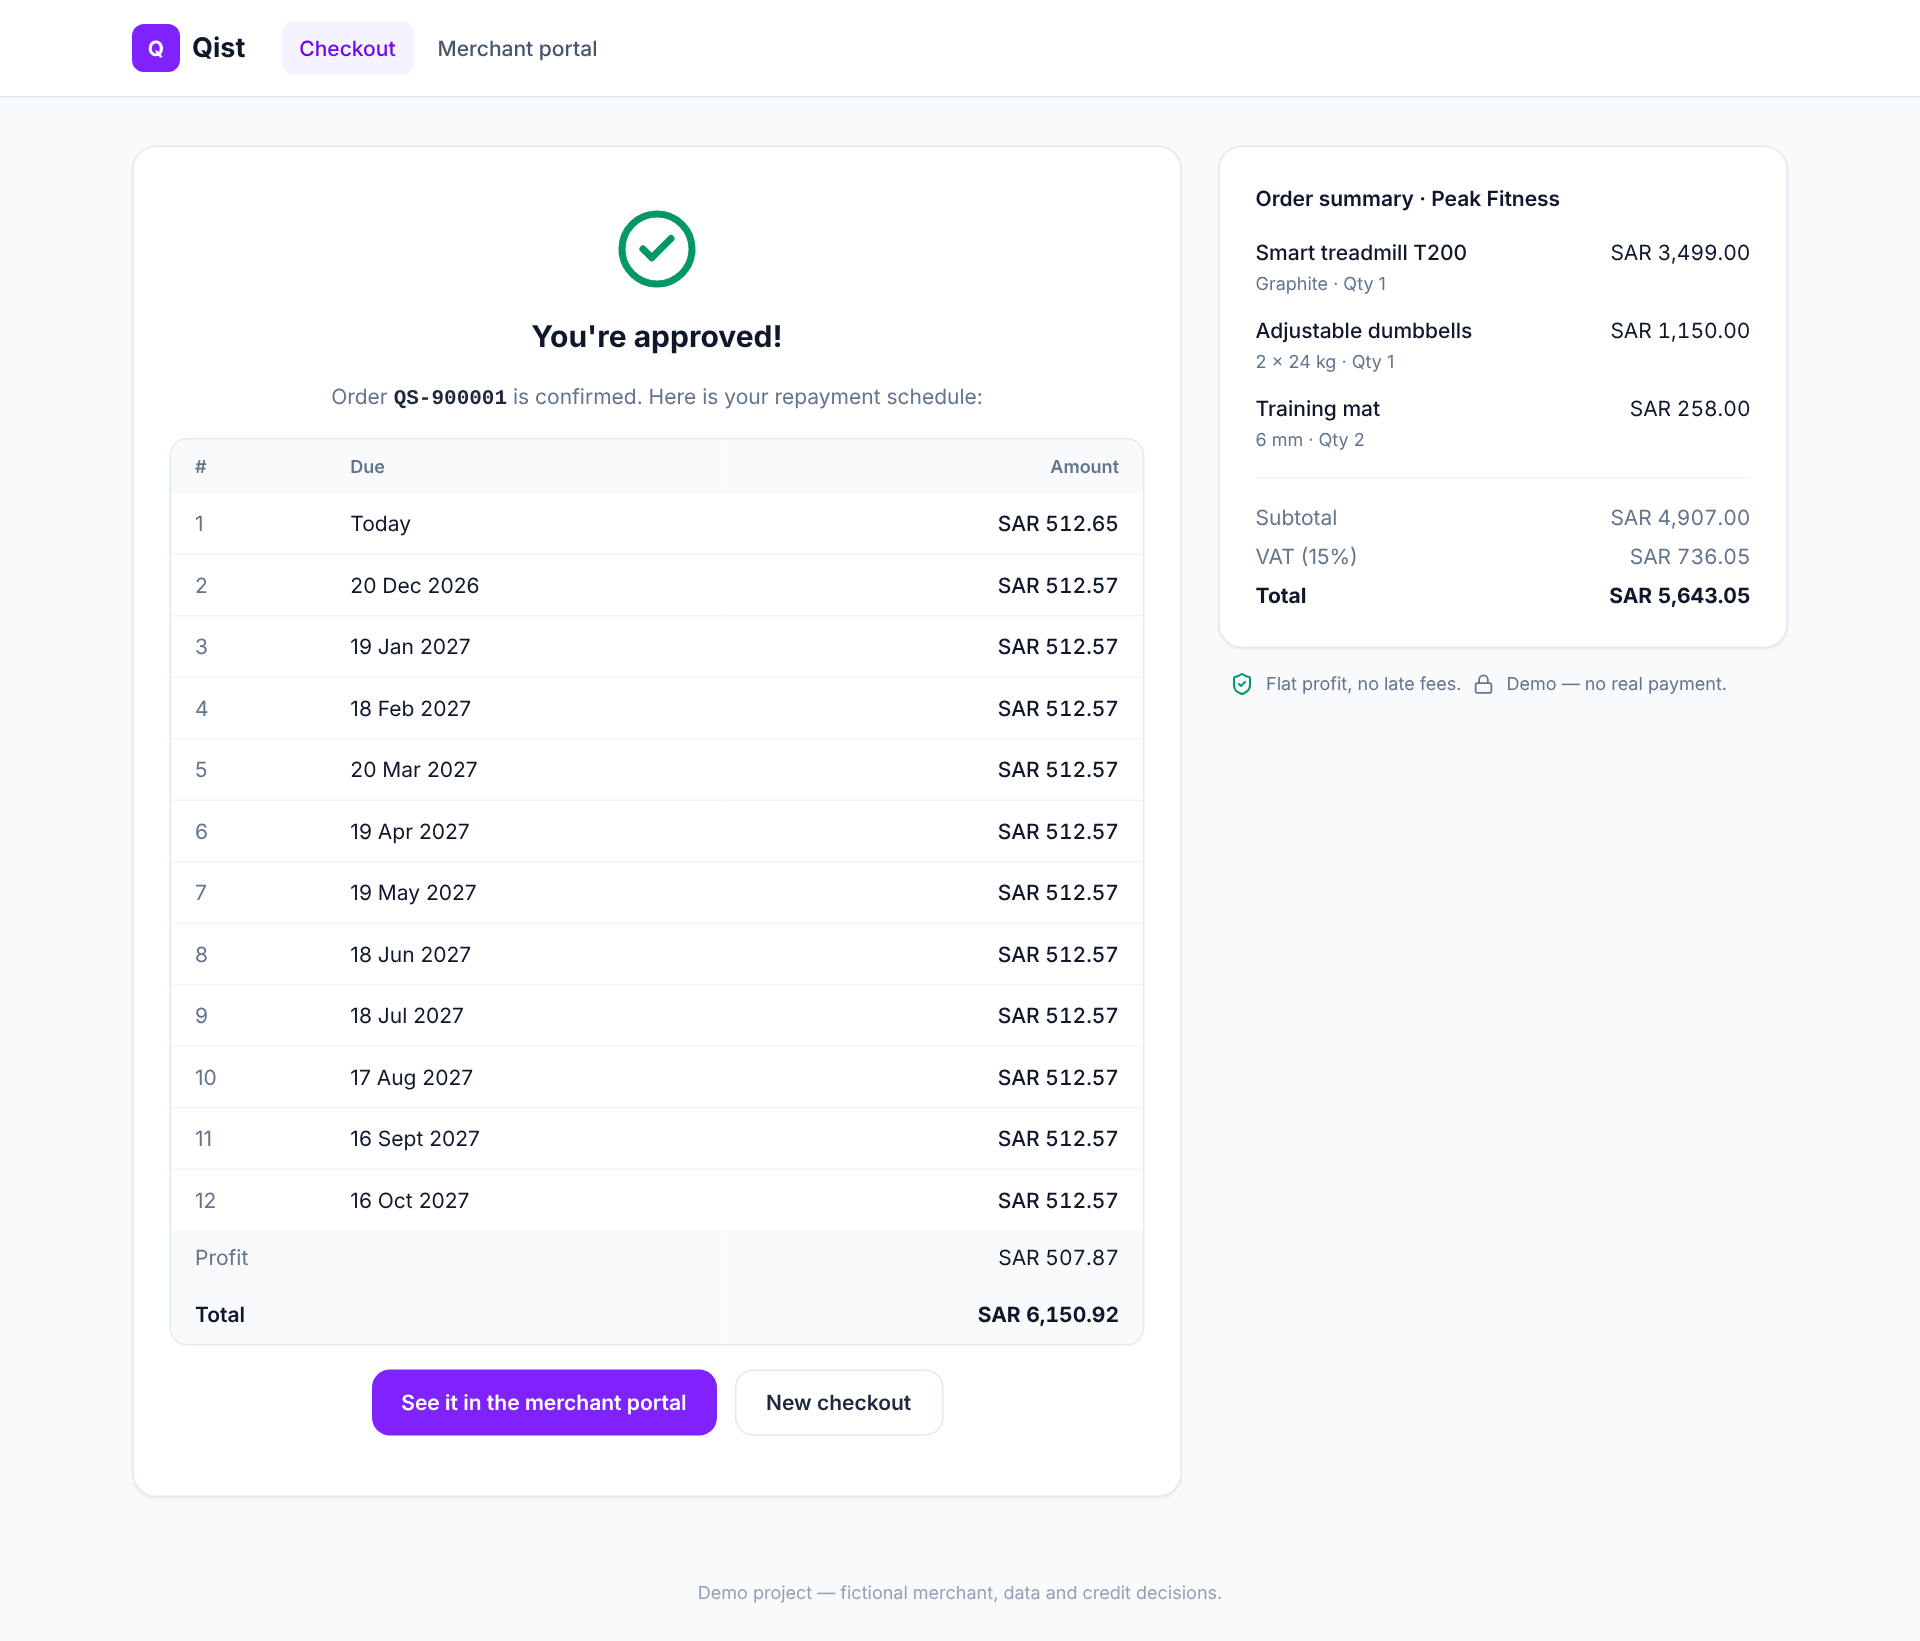 Q Qist Checkout Merchant portal
You're approved!
Order QS-900001 is confirmed. Here is your repayment schedule:
# Due Amount
1 Today SAR 512.65
2 20 Dec 2026 SAR 512.57
3 19 Jan 2027 SAR 512.57
4 18 Feb 2027 SAR 512.57
5 20 Mar 2027 SAR 512.57
6 19 Apr 2027 SAR 512.57
7 19 May 2027 SAR 512.57
8 18 Jun 2027 SAR 512.57
9 18 Jul 2027 SAR 512.57
10 17 Aug 2027 SAR 512.57
11 16 Sept 2027 SAR 512.57
12 16 Oct 2027 SAR 512.57
Profit SAR 507.87
Total SAR 6,150.92
See it in the merchant portal New checkout
Order summary · Peak Fitness
Smart treadmill T200 SAR 3,499.00
Graphite · Qty 1
Adjustable dumbbells SAR 1,150.00
2 × 24 kg · Qty 1
Training mat SAR 258.00
6 mm · Qty 2
Subtotal SAR 4,907.00
VAT (15%) SAR 736.05
Total SAR 5,643.05
Flat profit, no late fees. Demo — no real payment.
Demo project — fictional merchant, data and credit decisions.